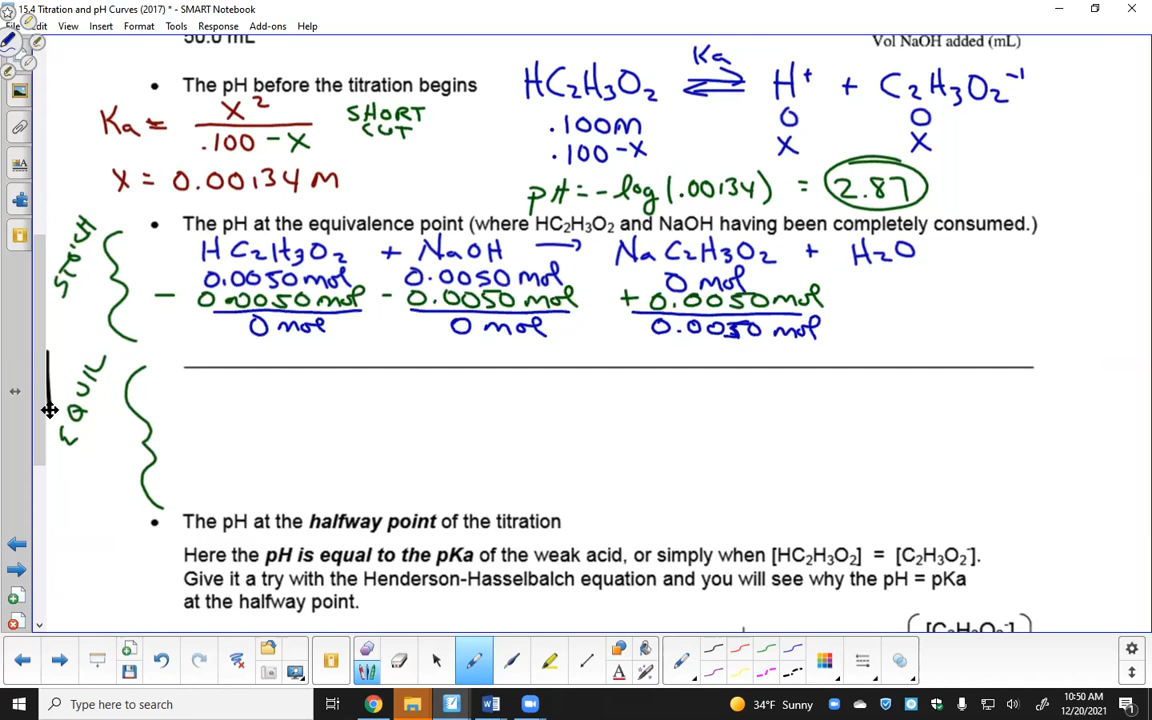 15.4 Titration and pH Curves (2017) * - SMART Notebook
File Edit View Insert Format Tools Response Add-ons Help
50.0 mL
Vol NaOH added (mL)
• The pH before the titration begins
HC₂H₃O₂ ⇌ H⁺ + C₂H₃O₂⁻¹
Ka
.100M 0 0
.100-X X X
Ka = X² / .100 - X
SHORT
CUT
X = 0.00134 M
pH = - log (.00134) = 2.87
• The pH at the equivalence point (where HC₂H₃O₂ and NaOH having been completely consumed.)
STOICH
HC₂H₃O₂ + NaOH → NaC₂H₃O₂ + H₂O
0.0050 mol 0.0050 mol 0 mol
- 0.0050 mol - 0.0050 mol + 0.0050 mol
0 mol 0 mol 0.0050 mol
EQUIL
• The pH at the halfway point of the titration
Here the pH is equal to the pKa of the weak acid, or simply when [HC₂H₃O₂] = [C₂H₃O₂⁻].
Give it a try with the Henderson-Hasselbalch equation and you will see why the pH = pKa
at the halfway point.
[C₂H₃O₂⁻]
Type here to search
34°F Sunny
10:50 AM
12/20/2021